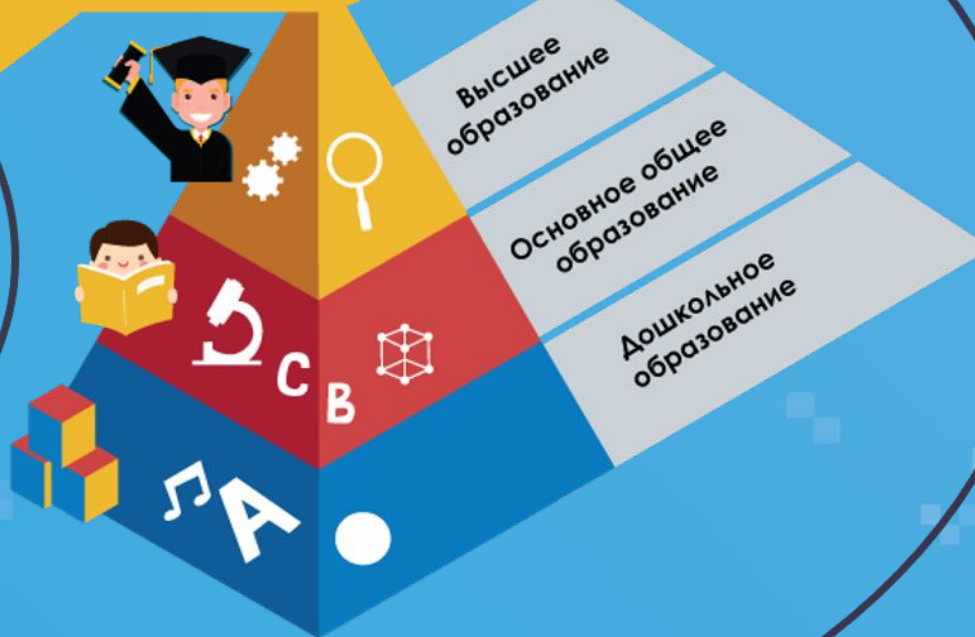 Высшее
образование
Основное общее
образование
Дошкольное
образование
C
B
A